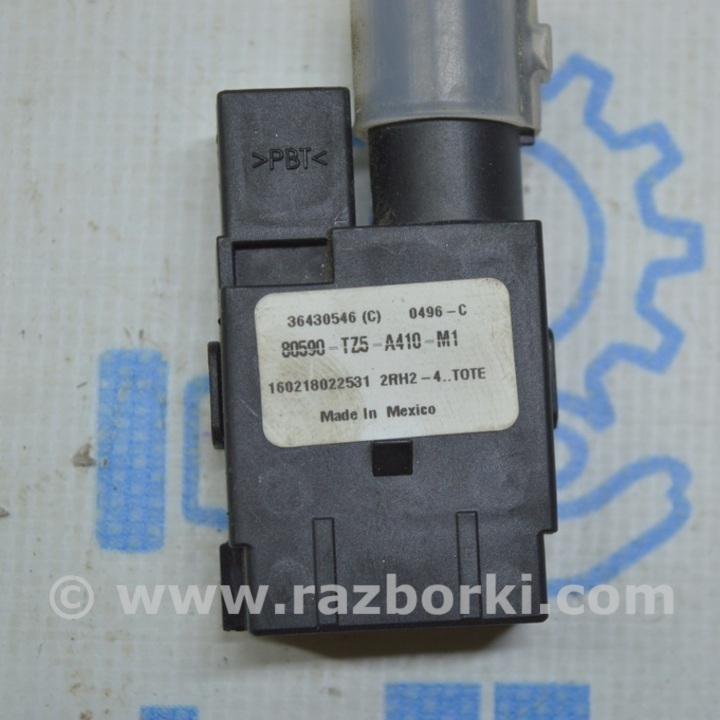 >PBT<
36430546 (C) 0496-C
80590-TZ5-A410-M1
160218022531 2RH2-4..TOTE
Made In Mexico
© www.razborki.com